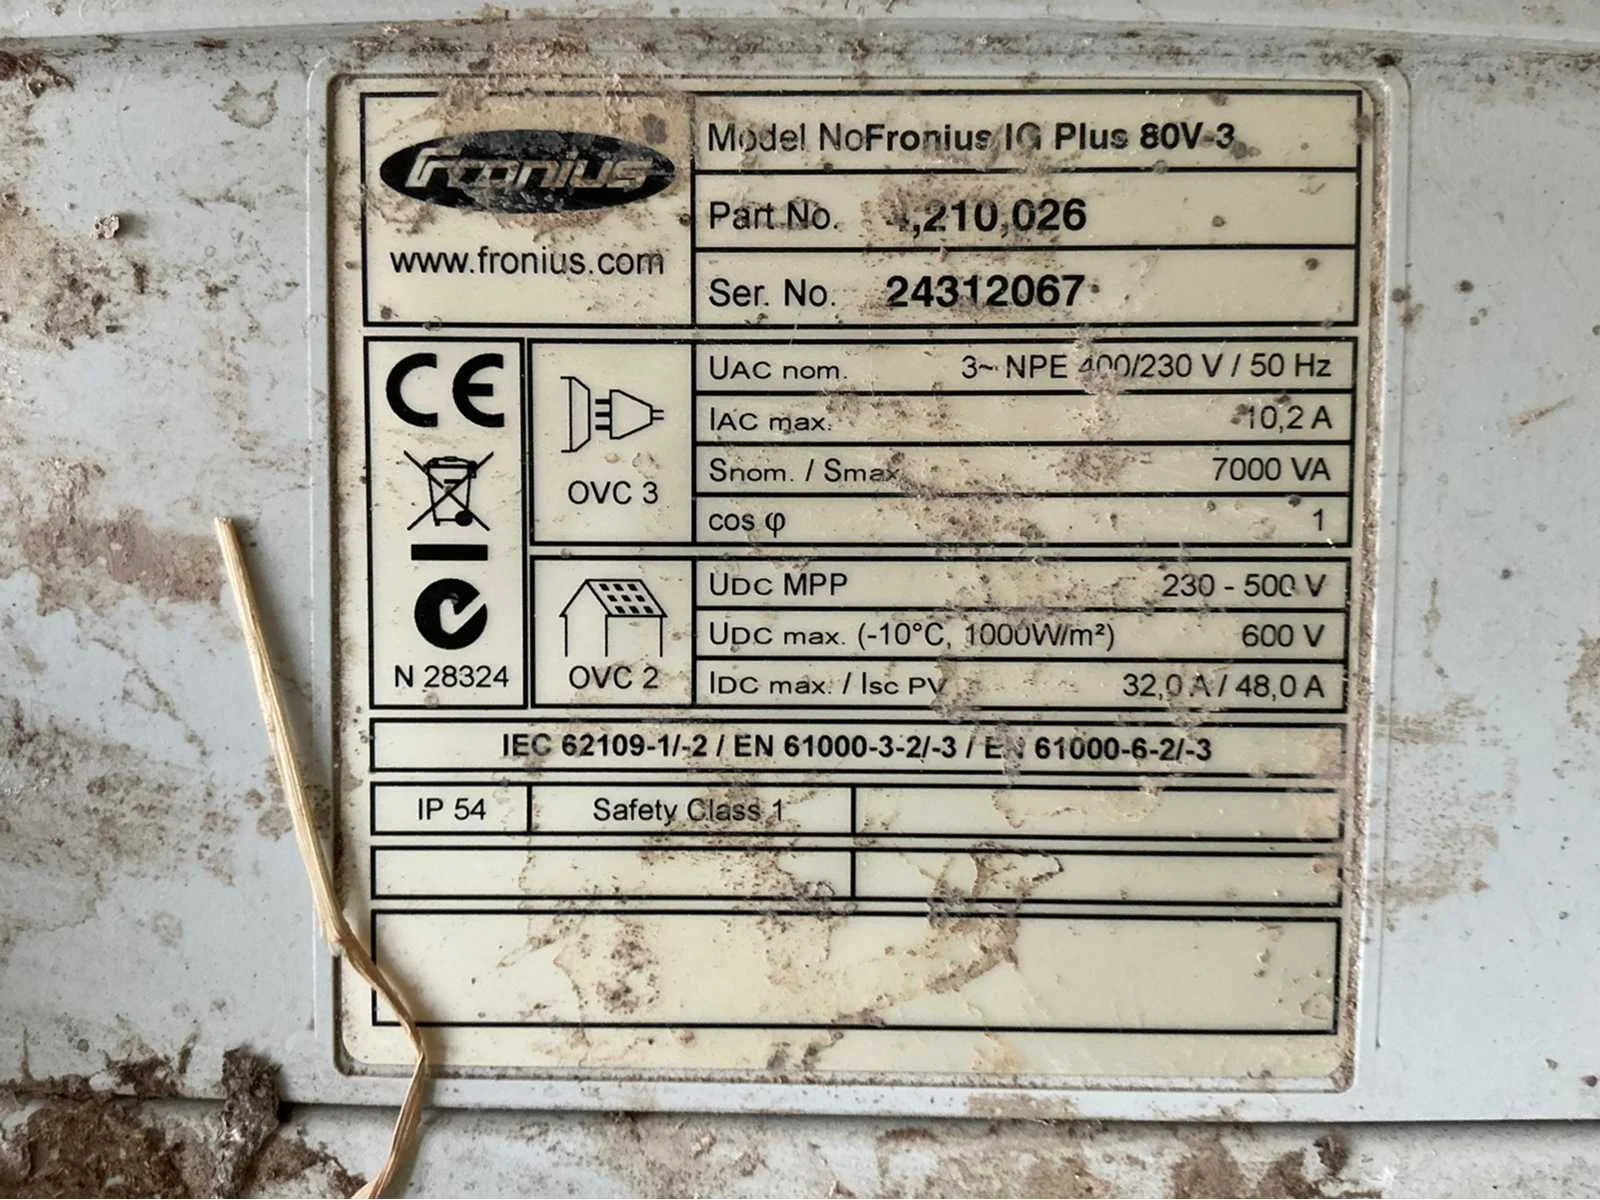 Fronius
www.fronius.com
Model No Fronius IG Plus 80V-3
Part No. ,210,026
Ser. No. 24312067
CE
N 28324
OVC 3
UAC nom. 3~ NPE 400/230 V / 50 Hz
IAC max. 10,2 A
Snom. / Smax 7000 VA
cos φ 1
OVC 2
UDC MPP 230 - 500 V
UDC max. (-10°C, 1000W/m²) 600 V
IDC max. / ISC PV 32,0 A / 48,0 A
IEC 62109-1/-2 / EN 61000-3-2/-3 / EN 61000-6-2/-3
IP 54 Safety Class 1